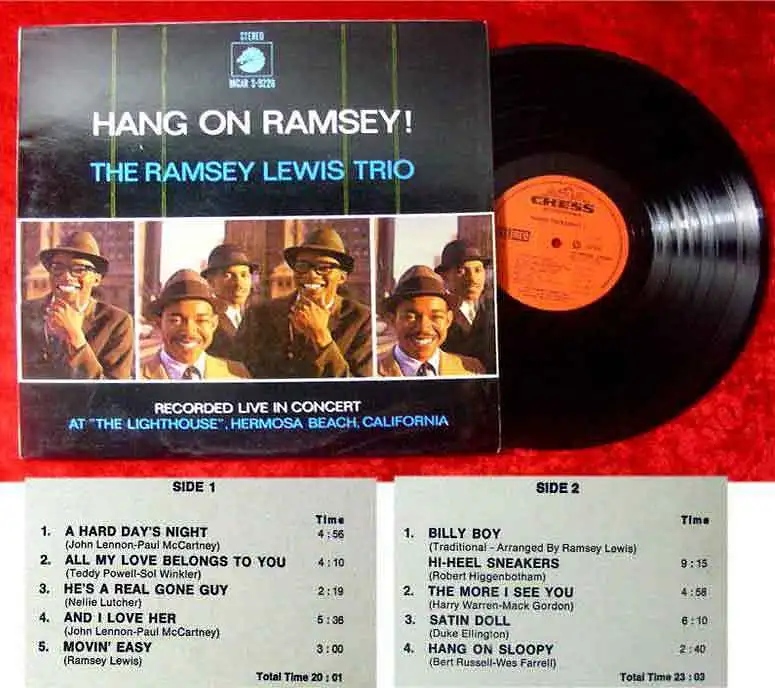 STEREO
MCAR S-9226
HANG ON RAMSEY!
THE RAMSEY LEWIS TRIO
RECORDED LIVE IN CONCERT
AT "THE LIGHTHOUSE", HERMOSA BEACH, CALIFORNIA
CHESS
STEREO
SIDE 1
Time
1. A HARD DAY'S NIGHT 4:56
(John Lennon-Paul McCartney)
2. ALL MY LOVE BELONGS TO YOU 4:10
(Teddy Powell-Sol Winkler)
3. HE'S A REAL GONE GUY 2:19
(Nellie Lutcher)
4. AND I LOVE HER 5:36
(John Lennon-Paul McCartney)
5. MOVIN' EASY 3:00
(Ramsey Lewis)
Total Time 20:01
SIDE 2
Time
1. BILLY BOY
(Traditional - Arranged By Ramsey Lewis)
HI-HEEL SNEAKERS 9:15
(Robert Higgenbotham)
2. THE MORE I SEE YOU 4:58
(Harry Warren-Mack Gordon)
3. SATIN DOLL 6:10
(Duke Ellington)
4. HANG ON SLOOPY 2:40
(Bert Russell-Wes Farrell)
Total Time 23:03